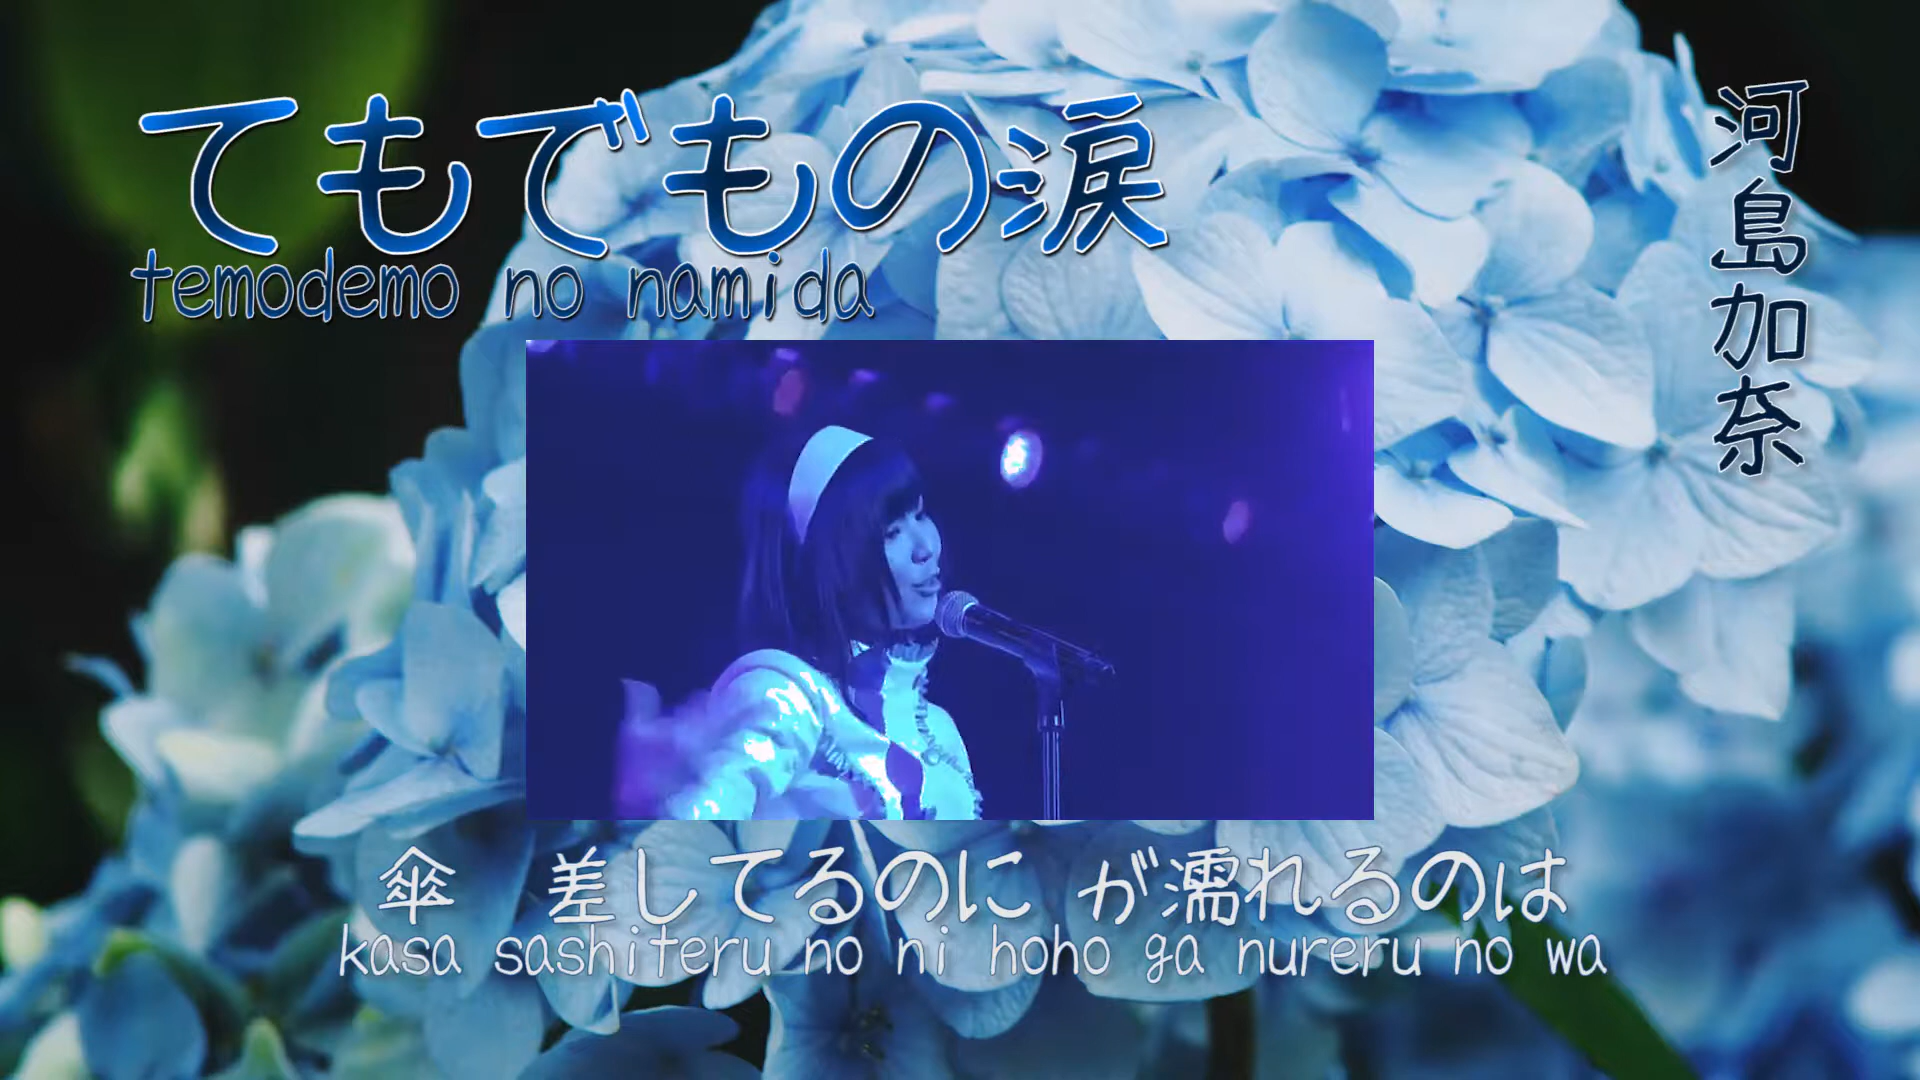 てもでもの涙
temodemo no namida
河島加奈
傘 差してるのに が濡れるのは
kasa sashiteru no ni hoho ga nureru no wa